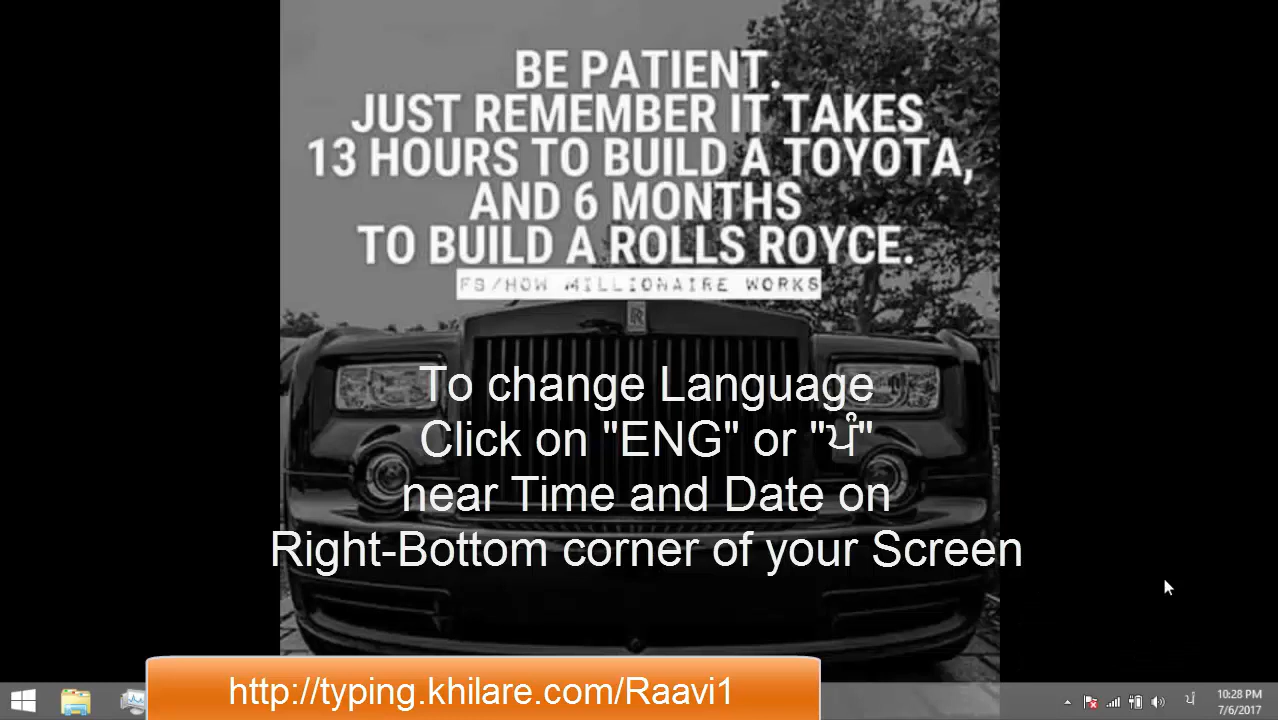 BE PATIENT.
JUST REMEMBER IT TAKES
13 HOURS TO BUILD A TOYOTA,
AND 6 MONTHS
TO BUILD A ROLLS ROYCE.
FB/HOW MILLIONAIRE WORKS
To change Language
Click on "ENG" or "ਪੰ"
near Time and Date on
Right-Bottom corner of your Screen
http://typing.khilare.com/Raavi1
ਪੰ
10:28 PM
7/6/2017